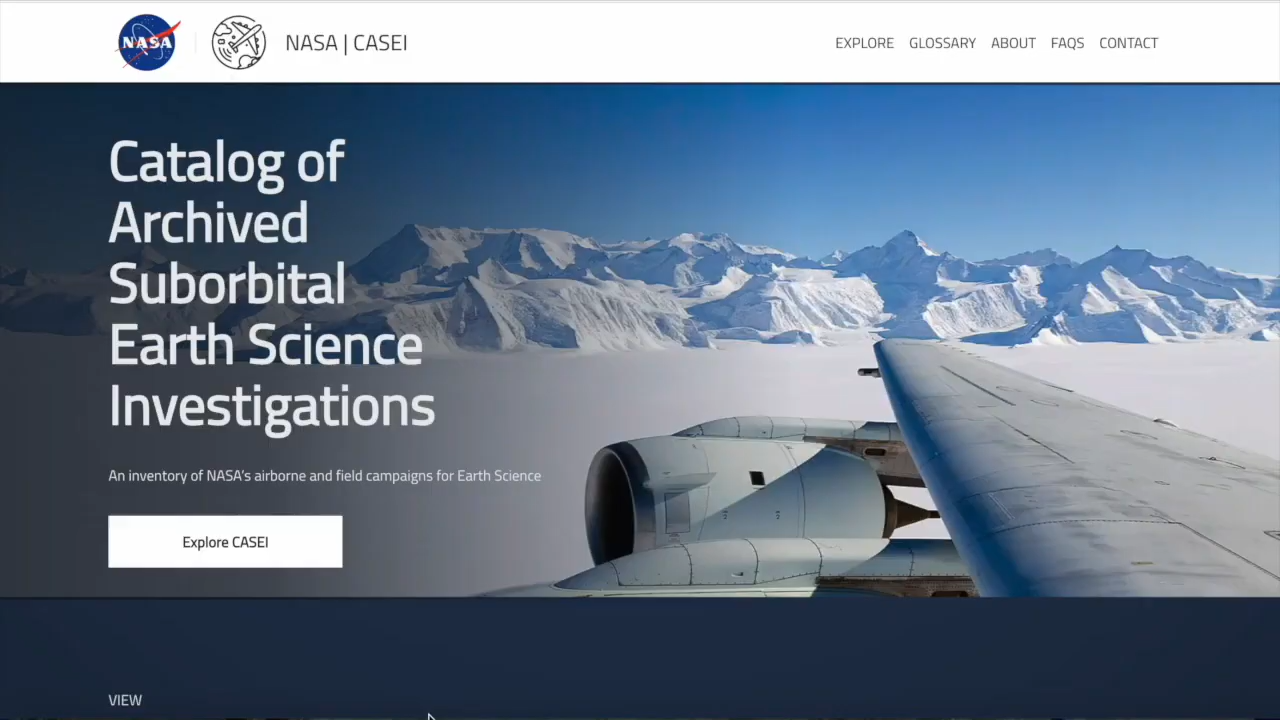 NASA
NASA | CASEI
EXPLORE GLOSSARY ABOUT FAQS CONTACT
Catalog of
Archived
Suborbital
Earth Science
Investigations
An inventory of NASA's airborne and field campaigns for Earth Science
Explore CASEI
VIEW